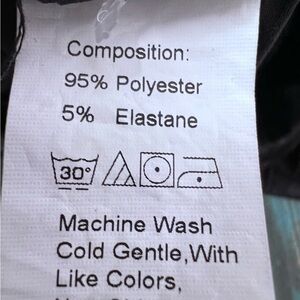 Composition:
95% Polyester
5% Elastane
30°
Machine Wash
Cold Gentle,With
Like Colors,